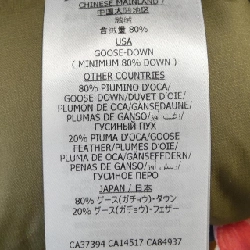 CHINESE MAINLAND /
中国大陆地区
鹅绒
含绒量 80%
USA
GOOSE-DOWN
( MINIMUM 80% DOWN )
OTHER COUNTRIES
80% PIUMINO D'OCA/
GOOSE DOWN/DUVET D'OIE/
PLUMÓN DE OCA/GÄNSEDAUNE/
PLUMAS DE GANSO/
ГУСИНЫЙ ПУХ
20% PIUMA D'OCA/GOOSE
FEATHER/PLUMES D'OIE/
PLUMA DE OCA/GÄNSEFEDERN/
PENAS DE GANSO/
ГУСИНОЕ ПЕРО
JAPAN / 日本
80% グース(ガチョウ)-ダウン
20% グース(ガチョウ)-フェザー
CA37394 CA14517 CA84937